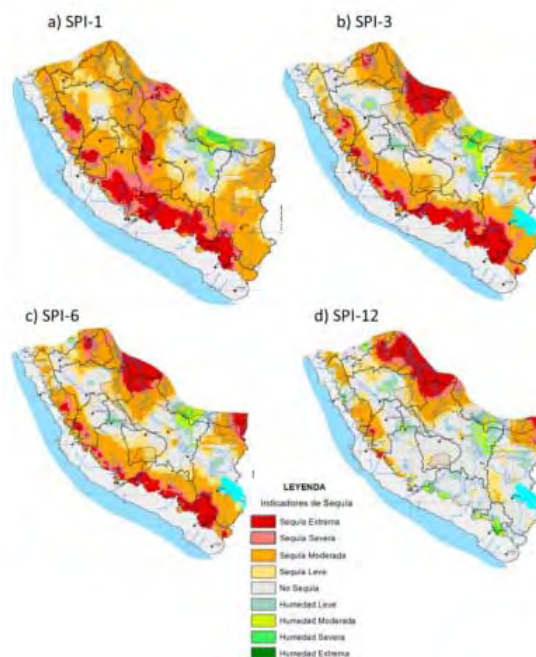 a) SPI-1
b) SPI-3
c) SPI-6
d) SPI-12
LEYENDA
Indicadores de Sequía
Sequía Extrema
Sequía Severa
Sequía Moderada
Sequía Leve
No Sequía
Humedad Leve
Humedad Moderada
Humedad Severa
Humedad Extrema